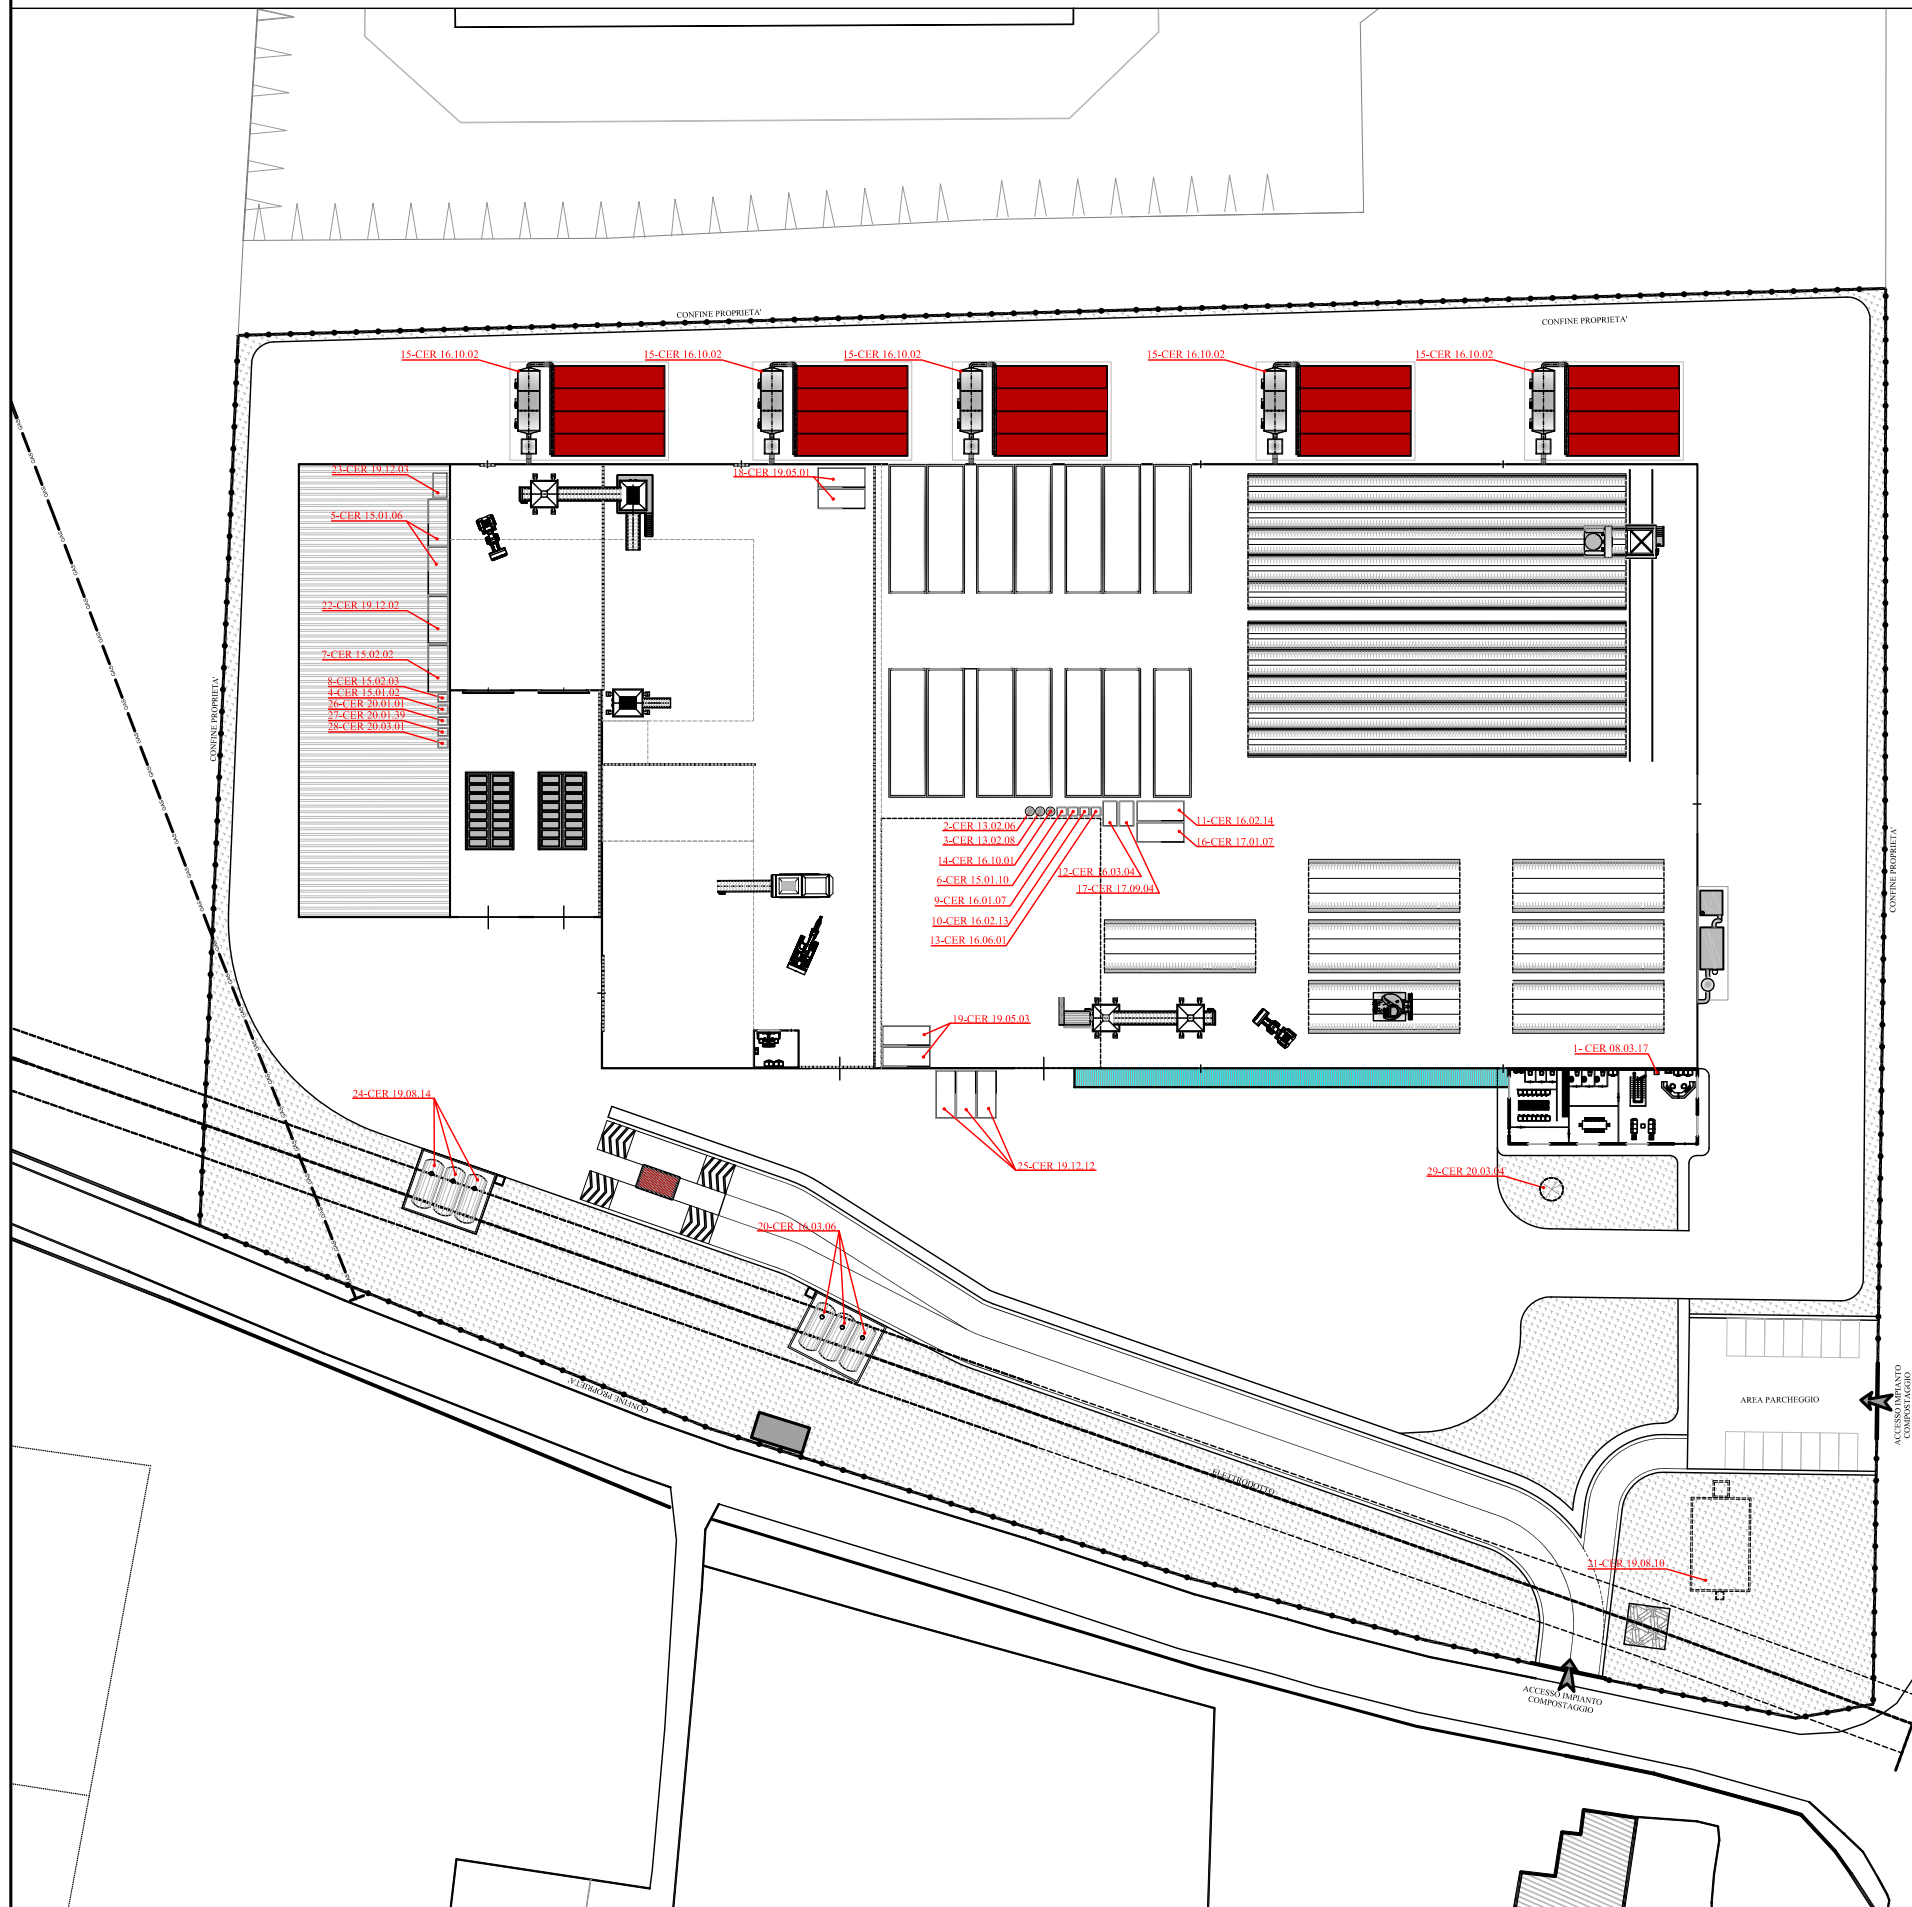 CONFINE PROPRIETA'
CONFINE PROPRIETA'
15-CER 16.10.02
15-CER 16.10.02
15-CER 16.10.02
15-CER 16.10.02
15-CER 16.10.02
23-CER 19.12.03
18-CER 19.05.01
5-CER 15.01.06
22-CER 19.12.02
7-CER 15.02.02
8-CER 15.02.03
4-CER 15.01.02
26-CER 20.01.01
27-CER 20.01.39
28-CER 20.03.01
CONFINE PROPRIETA'
2-CER 13.02.06
3-CER 13.02.08
14-CER 16.10.01
6-CER 15.01.10
9-CER 16.01.07
10-CER 16.02.13
13-CER 16.06.01
11-CER 16.02.14
16-CER 17.01.07
12-CER 16.03.04
17-CER 17.09.04
CONFINE PROPRIETA'
19-CER 19.05.03
1- CER 08.03.17
24-CER 19.08.14
25-CER 19.12.12
29-CER 20.03.04
20-CER 16.03.06
CONFINE PROPRIETA'
AREA PARCHEGGIO
ACCESSO IMPIANTO
COMPOSTAGGIO
ELETTRODOTTO
21-CER 19.08.10
ACCESSO IMPIANTO
COMPOSTAGGIO